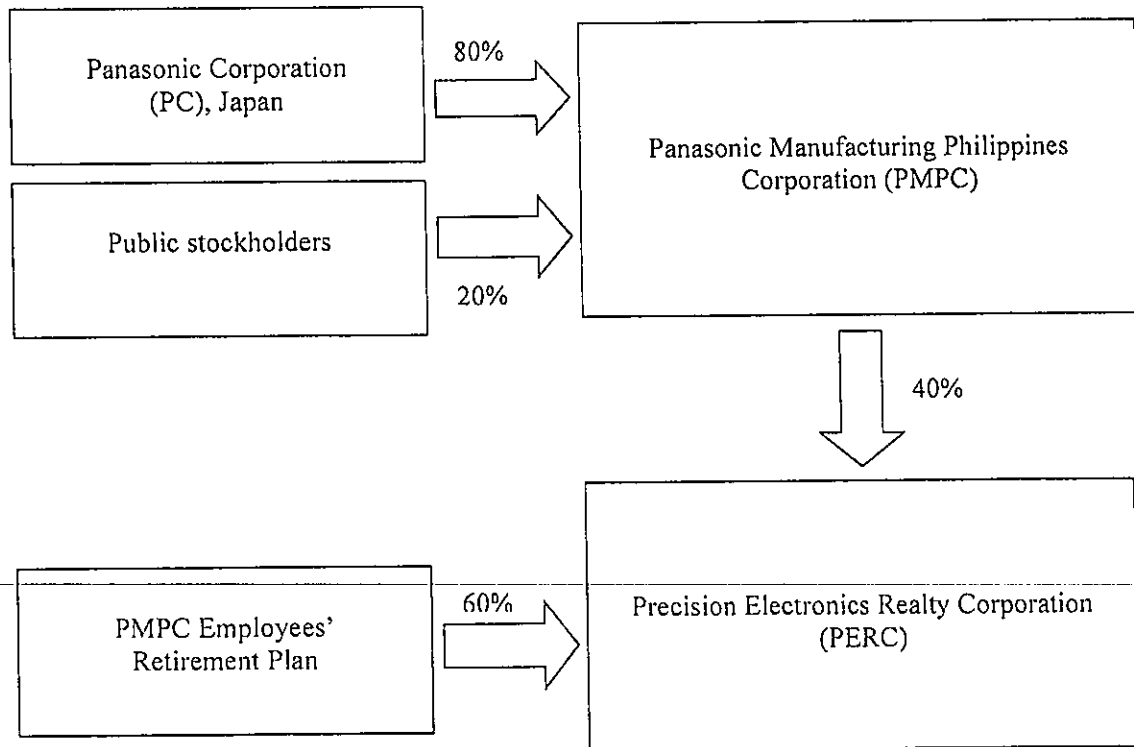 Panasonic Corporation
(PC), Japan
80%
Panasonic Manufacturing Philippines
Corporation (PMPC)
Public stockholders
20%
40%
PMPC Employees'
Retirement Plan
60%
Precision Electronics Realty Corporation
(PERC)